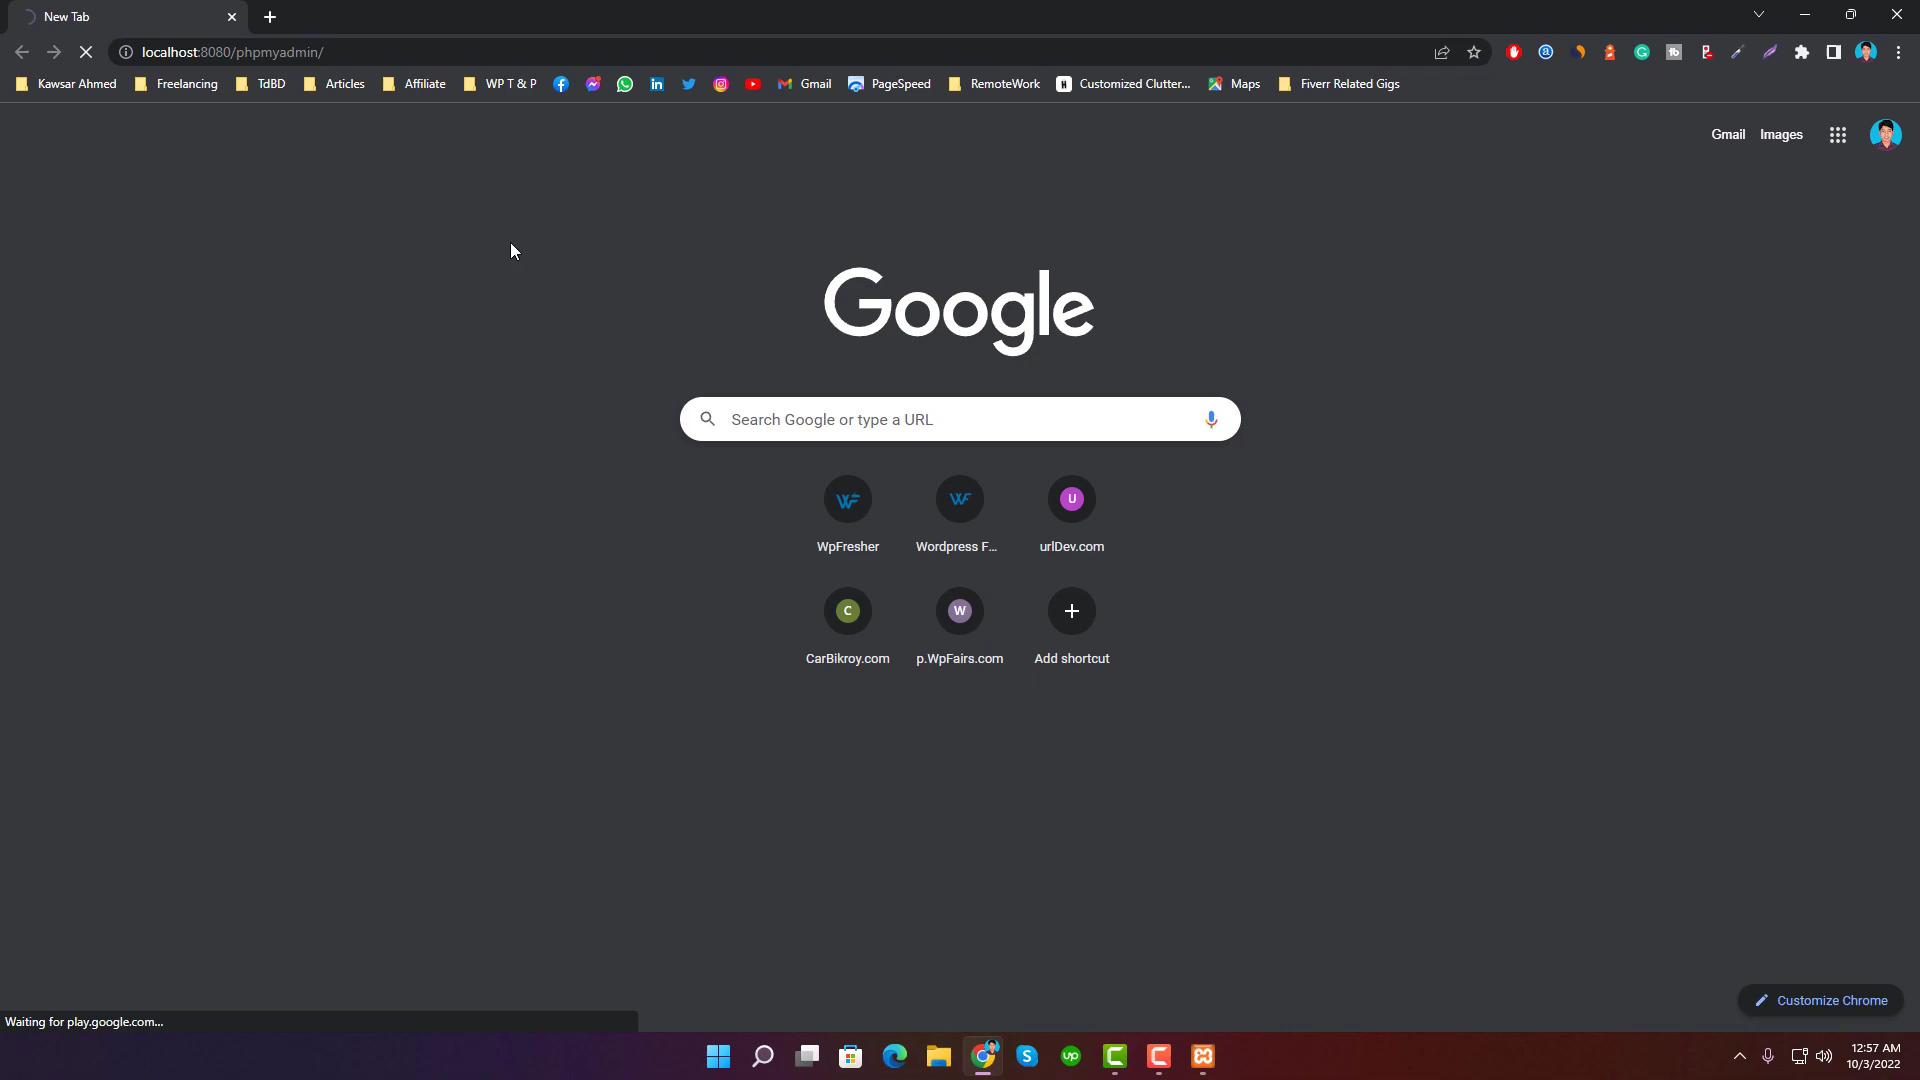 New Tab
localhost:8080/phpmyadmin/
Kawsar Ahmed Freelancing TdBD Articles Affiliate WP T & P Gmail PageSpeed RemoteWork Customized Clutter... Maps Fiverr Related Gigs
Gmail Images
Google
Search Google or type a URL
WpFresher Wordpress F... urlDev.com
CarBikroy.com p.WpFairs.com Add shortcut
Customize Chrome
Waiting for play.google.com...
12:57 AM
10/3/2022